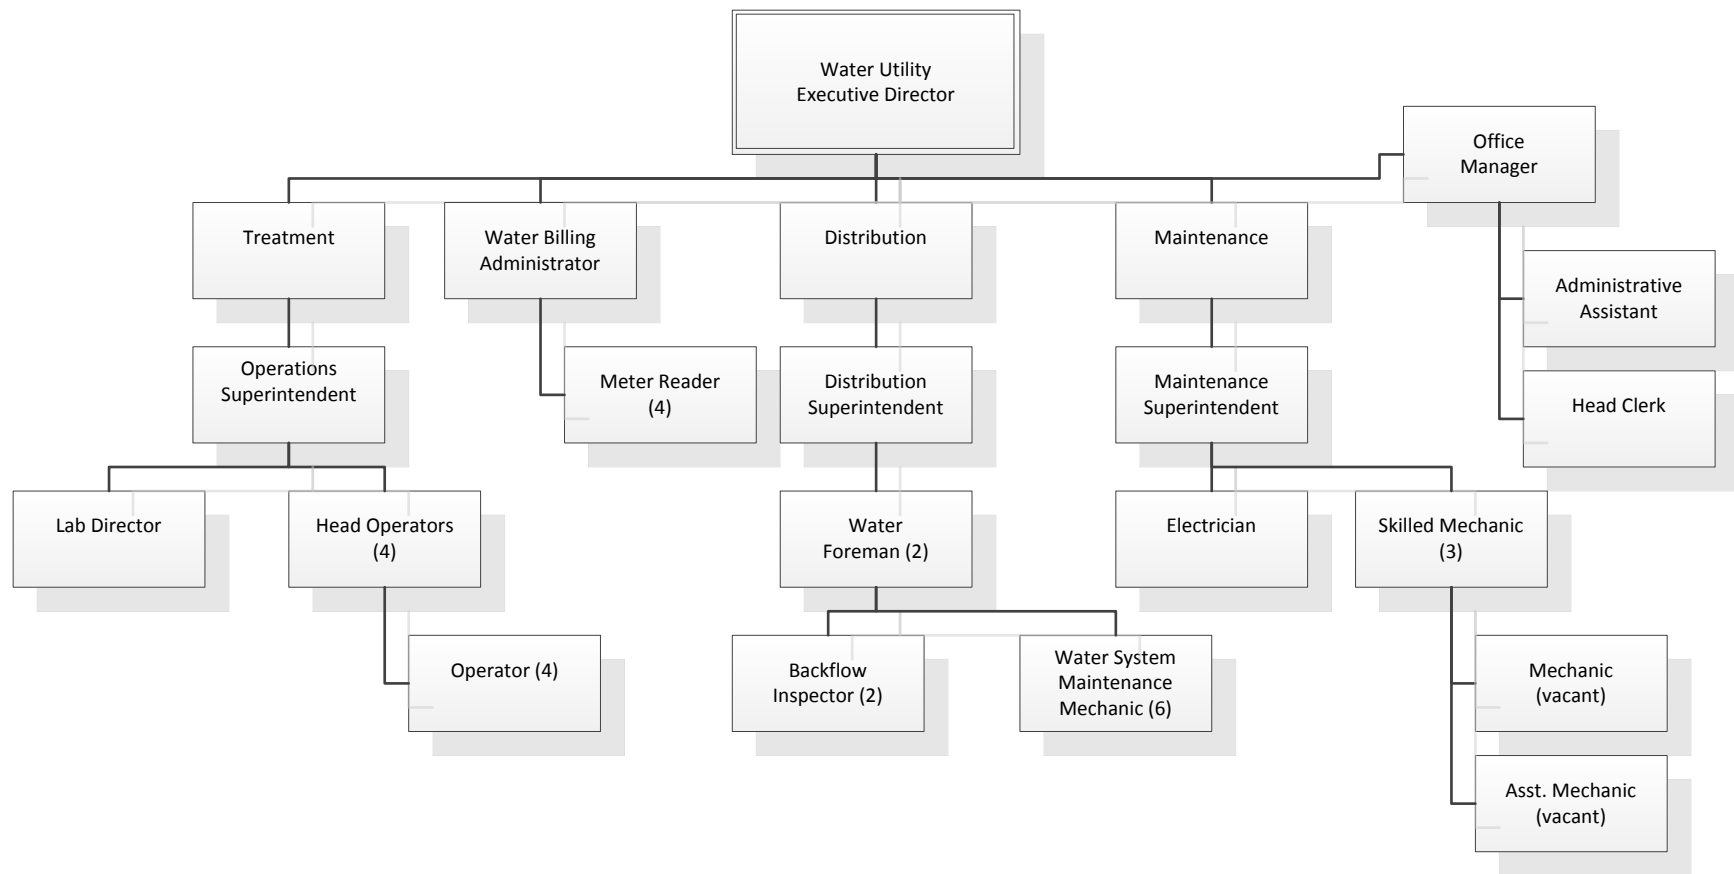 Water Utility
Executive Director
Office
Manager
Treatment
Water Billing
Administrator
Distribution
Maintenance
Administrative
Assistant
Operations
Superintendent
Meter Reader
(4)
Distribution
Superintendent
Maintenance
Superintendent
Head Clerk
Lab Director
Head Operators
(4)
Water
Foreman (2)
Electrician
Skilled Mechanic
(3)
Operator (4)
Backflow
Inspector (2)
Water System
Maintenance
Mechanic (6)
Mechanic
(vacant)
Asst. Mechanic
(vacant)